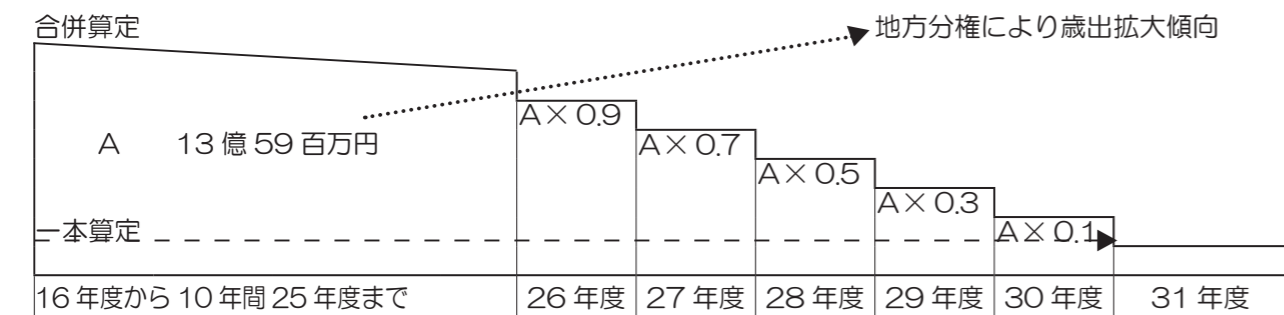 合併算定
地方分権により歳出拡大傾向
A 13億59百万円
A×0.9
A×0.7
A×0.5
A×0.3
A×0.1
一本算定
16年度から10年間25年度まで 26年度 27年度 28年度 29年度 30年度 31年度